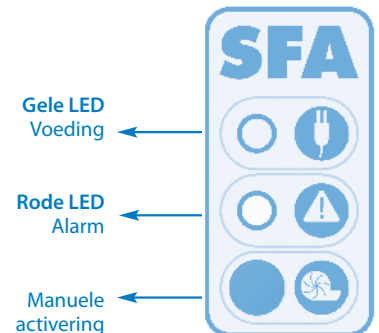 SFA
Gele LED
Voeding
Rode LED
Alarm
Manuele
activering